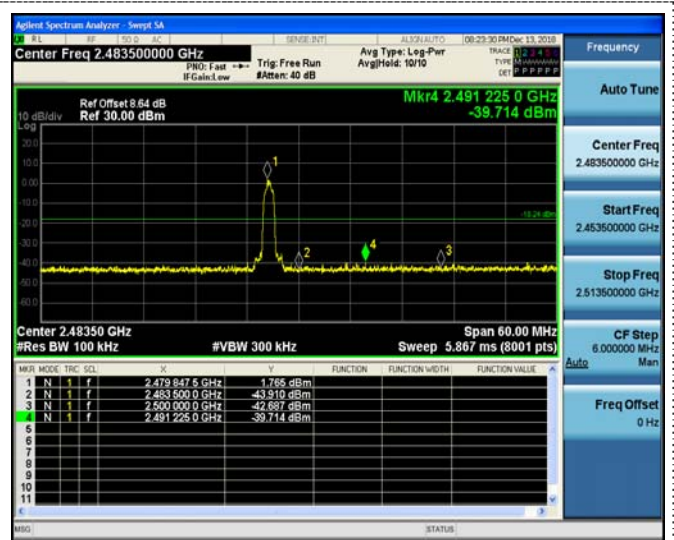 Agilent Spectrum Analyzer - Swept SA
RL RF 50 Ω AC SENSE:INT ALIGN AUTO 08:23:30 PM Dec 13, 2018
Center Freq 2.483500000 GHz
PNO: Fast
IFGain:Low
Trig: Free Run
#Atten: 40 dB
Avg Type: Log-Pwr
Avg|Hold: 10/10
TRACE 1 2 3 4 5 6
TYPE M
DET P P P P P P
Frequency
Auto Tune
Mkr4 2.491 225 0 GHz
-39.714 dBm
Ref Offset 8.64 dB
10 dB/div Ref 30.00 dBm
Log
20.0
10.0
0.00
-10.0
-20.0
-30.0
-40.0
-50.0
-60.0
1
2
3
4
-18.24 dBm
Center Freq
2.483500000 GHz
Start Freq
2.453500000 GHz
Stop Freq
2.513500000 GHz
CF Step
6.000000 MHz
Auto Man
Freq Offset
0 Hz
Center 2.48350 GHz Span 60.00 MHz
#Res BW 100 kHz #VBW 300 kHz Sweep 5.867 ms (8001 pts)
MKR MODE TRC SCL X Y FUNCTION FUNCTION WIDTH FUNCTION VALUE
1 N 1 f 2.479 847 5 GHz 1.765 dBm
2 N 1 f 2.483 500 0 GHz -43.910 dBm
3 N 1 f 2.500 000 0 GHz -42.687 dBm
4 N 1 f 2.491 225 0 GHz -39.714 dBm
5
6
7
8
9
10
11
MSG STATUS